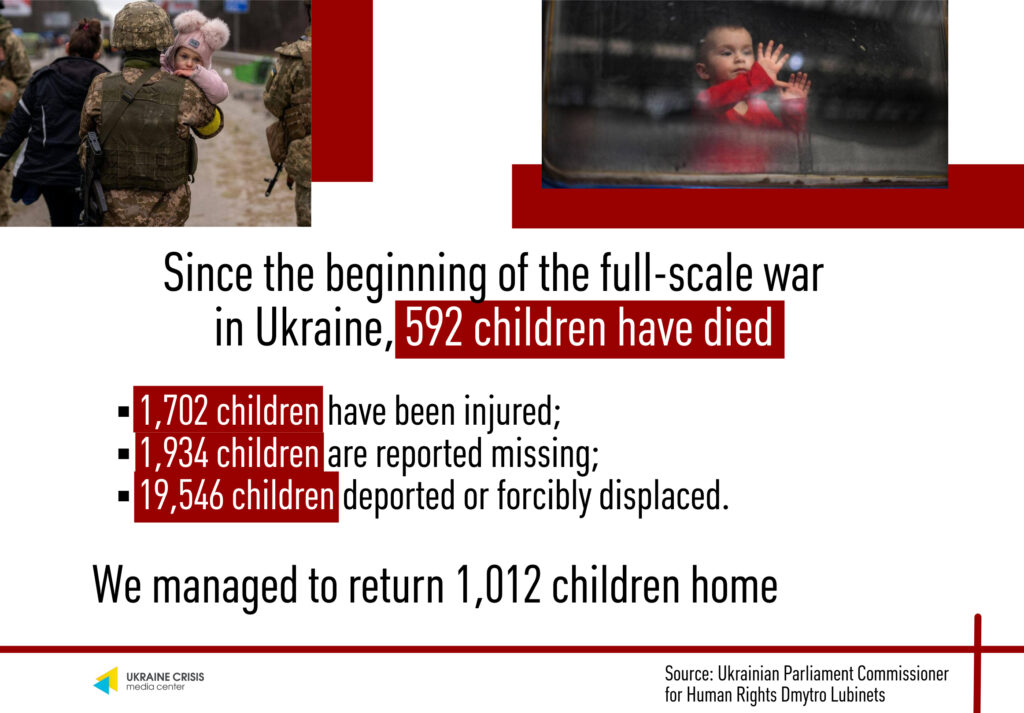 Since the beginning of the full-scale war
in Ukraine, 592 children have died
▪ 1,702 children have been injured;
▪ 1,934 children are reported missing;
▪ 19,546 children deported or forcibly displaced.
We managed to return 1,012 children home
UKRAINE CRISIS
media center
Source: Ukrainian Parliament Commissioner
for Human Rights Dmytro Lubinets